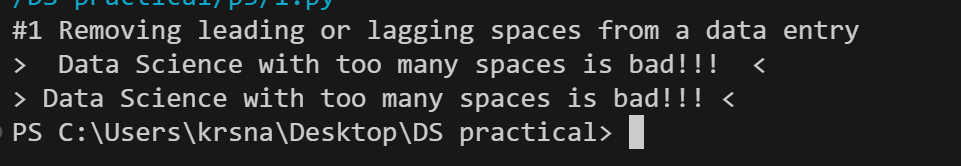 /DS practical/p5/1.py
#1 Removing leading or lagging spaces from a data entry
>  Data Science with too many spaces is bad!!!  <
> Data Science with too many spaces is bad!!! <
PS C:\Users\krsna\Desktop\DS practical>